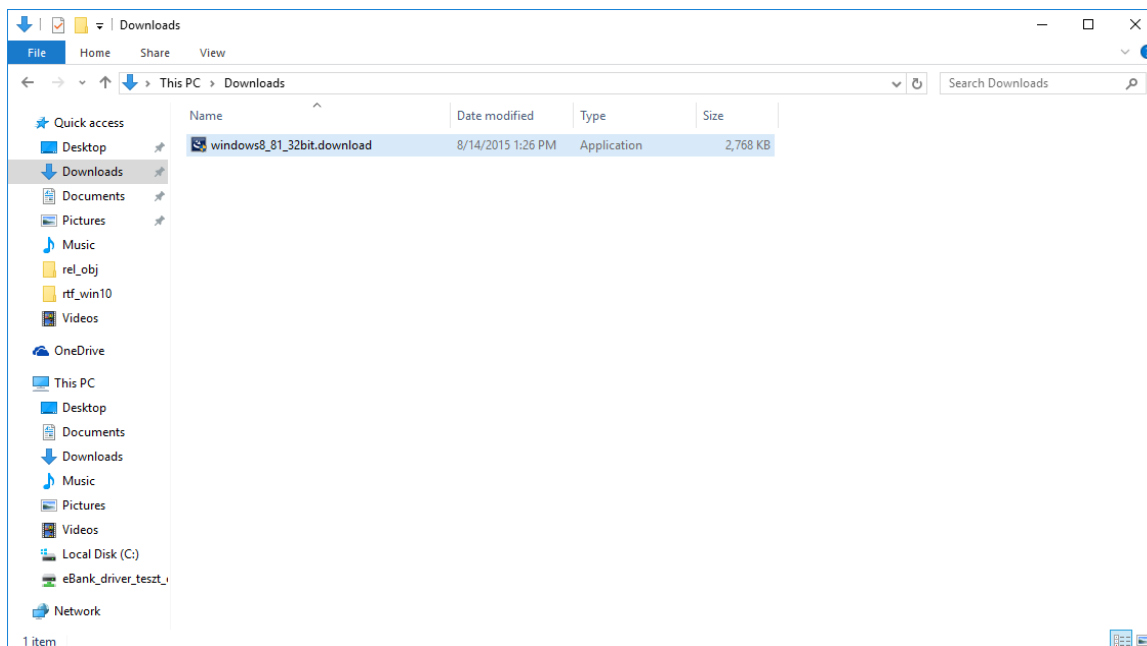 Downloads
File Home Share View
This PC Downloads Search Downloads
Name Date modified Type Size
windows8_81_32bit.download 8/14/2015 1:26 PM Application 2,768 KB
Quick access
Desktop
Downloads
Documents
Pictures
Music
rel_obj
rtf_win10
Videos
OneDrive
This PC
Desktop
Documents
Downloads
Music
Pictures
Videos
Local Disk (C:)
eBank_driver_teszt_
Network
1 item